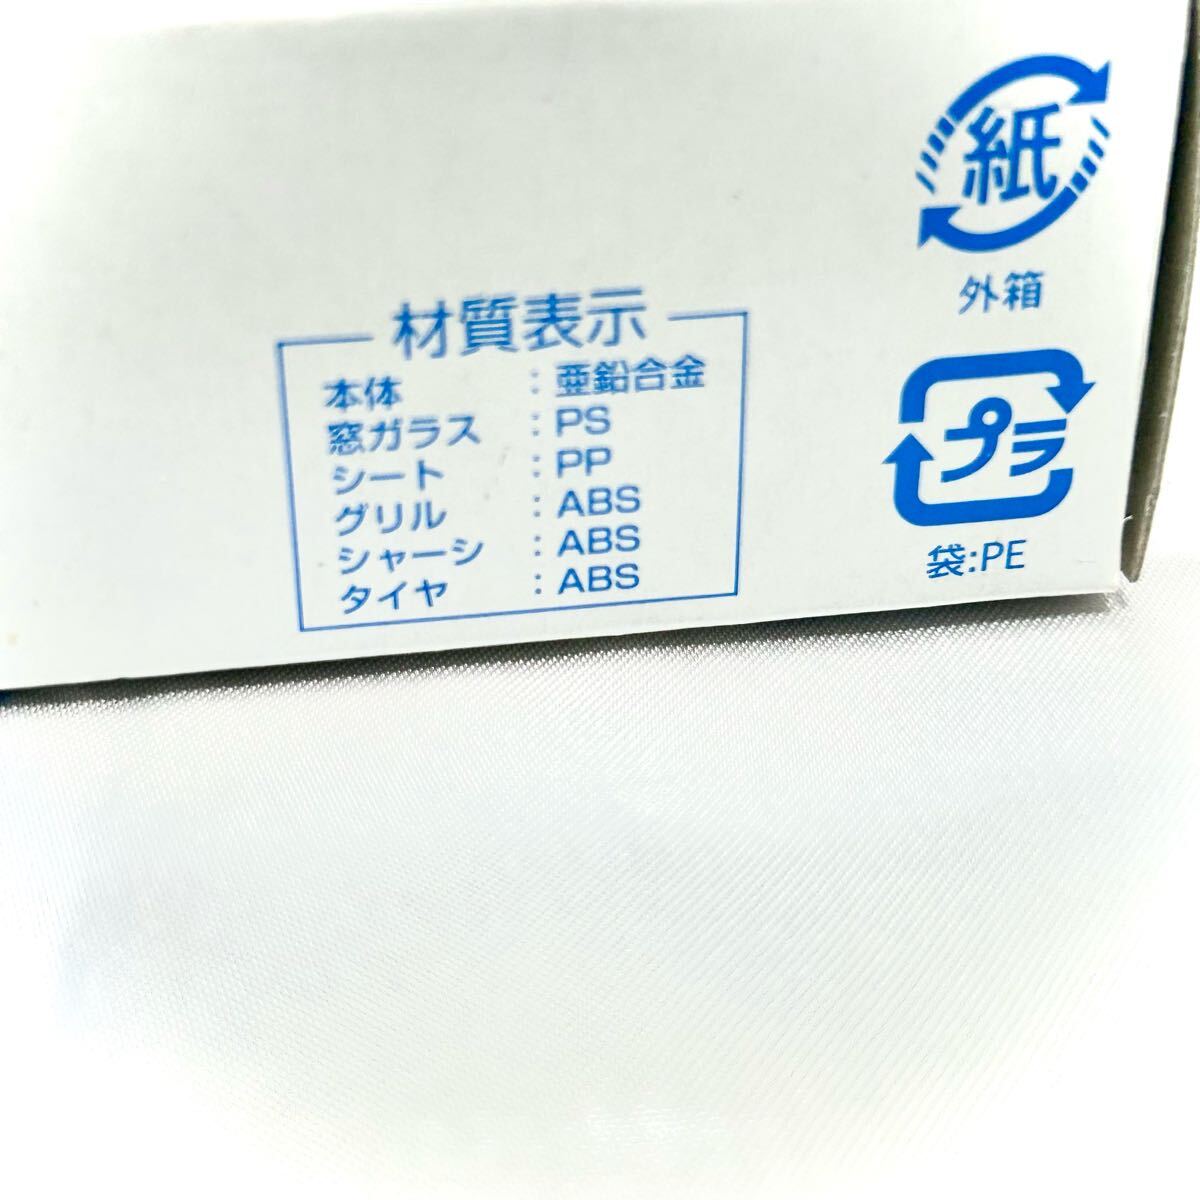 材質表示
本体 : 亜鉛合金
窓ガラス : PS
シート : PP
グリル : ABS
シャーシ : ABS
タイヤ : ABS
紙
外箱
プラ
袋:PE